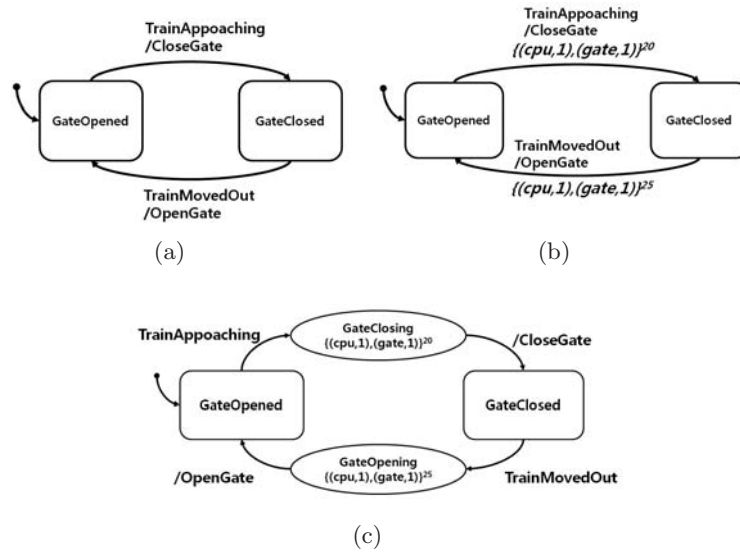 TrainAppoaching
/CloseGate
GateOpened
GateClosed
TrainMovedOut
/OpenGate
(a)
TrainAppoaching
/CloseGate
{(cpu,1),(gate,1)}²⁰
GateOpened
GateClosed
TrainMovedOut
/OpenGate
{(cpu,1),(gate,1)}²⁵
(b)
GateClosing
{(cpu,1),(gate,1)}²⁰
TrainAppoaching
/CloseGate
GateOpened
GateClosed
GateOpening
{(cpu,1),(gate,1)}²⁵
/OpenGate
TrainMovedOut
(c)